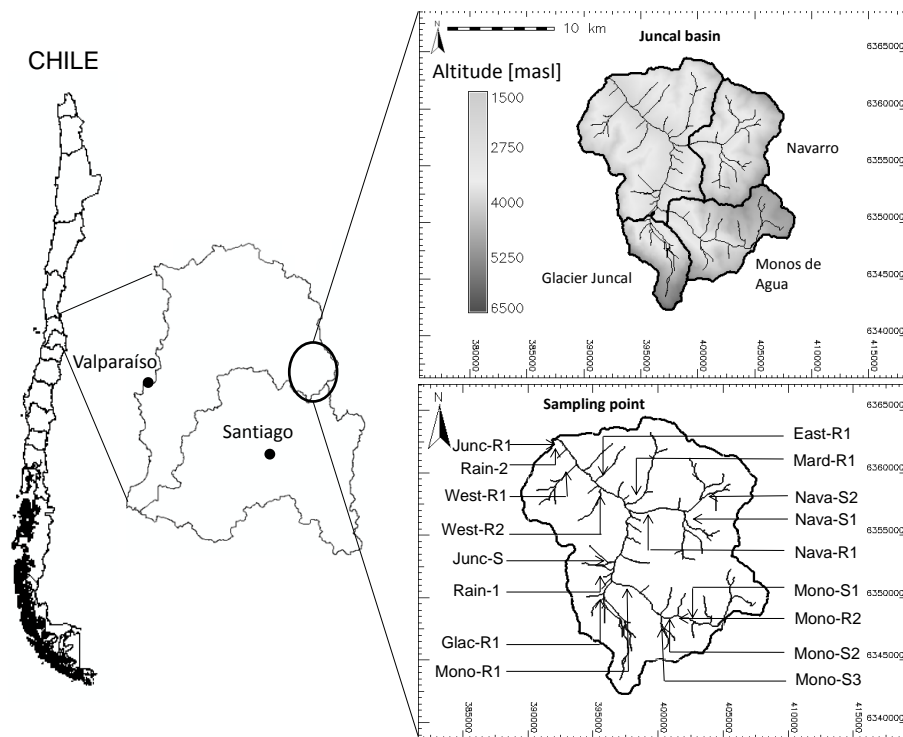 CHILE
Valparaíso
Santiago
N
10 km
Juncal basin
Altitude [masl]
1500
2750
4000
5250
6500
Navarro
Glacier Juncal
Monos de
Agua
6365000
6360000
6355000
6350000
6345000
6340000
380000
385000
390000
395000
400000
405000
410000
415000
N
Sampling point
Junc-R1
Rain-2
West-R1
West-R2
Junc-S
Rain-1
Glac-R1
Mono-R1
East-R1
Mard-R1
Nava-S2
Nava-S1
Nava-R1
Mono-S1
Mono-R2
Mono-S2
Mono-S3
6365000
6360000
6355000
6350000
6345000
6340000
385000
390000
395000
400000
405000
410000
415000